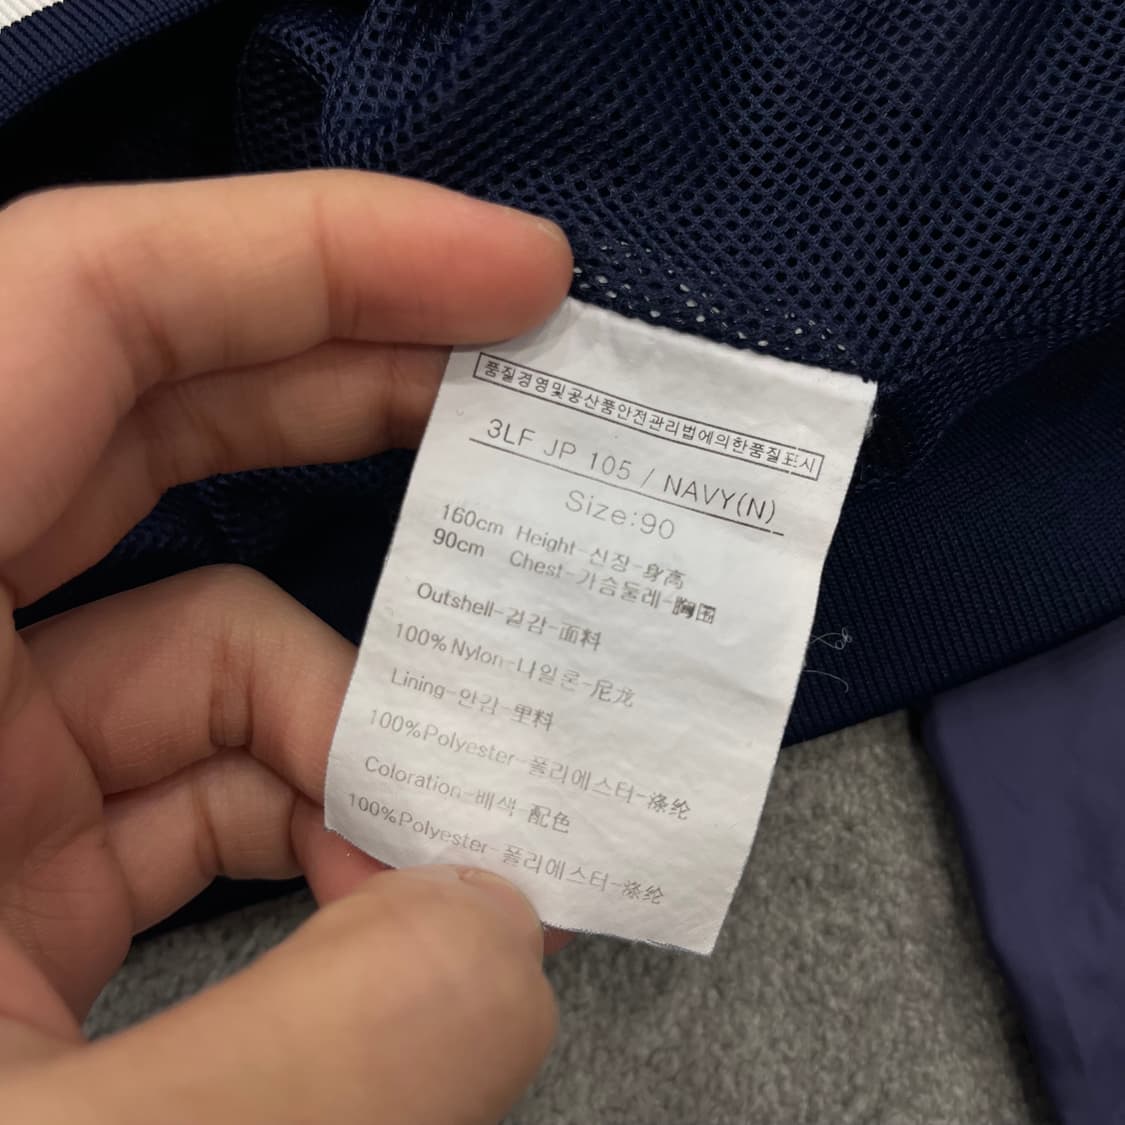 품질경영및공산품안전관리법에의한품질표시
3LF JP 105 / NAVY(N)
Size:90
160cm Height-신장-身高
90cm Chest-가슴둘레-胸围
Outshell-겉감-面料
100%Nylon-나일론-尼龙
Lining-안감-里料
100%Polyester-폴리에스터-涤纶
Coloration-배색-配色
100%Polyester-폴리에스터-涤纶